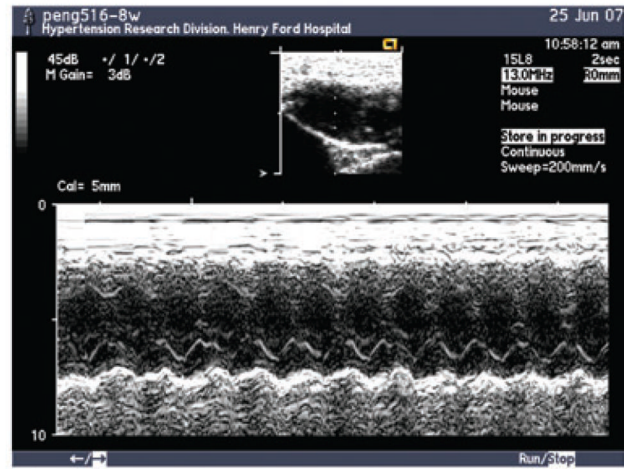 peng516-8w 25 Jun 07
Hypertension Research Division. Henry Ford Hospital
10:58:12 am
45dB •/ 1/ •/2 15L8 2sec
M Gain= 3dB 13.0MHz R0mm
Mouse
Mouse
Store in progress
Continuous
Sweep=200mm/s
Cal= 5mm
0
10
←/→ Run/Stop